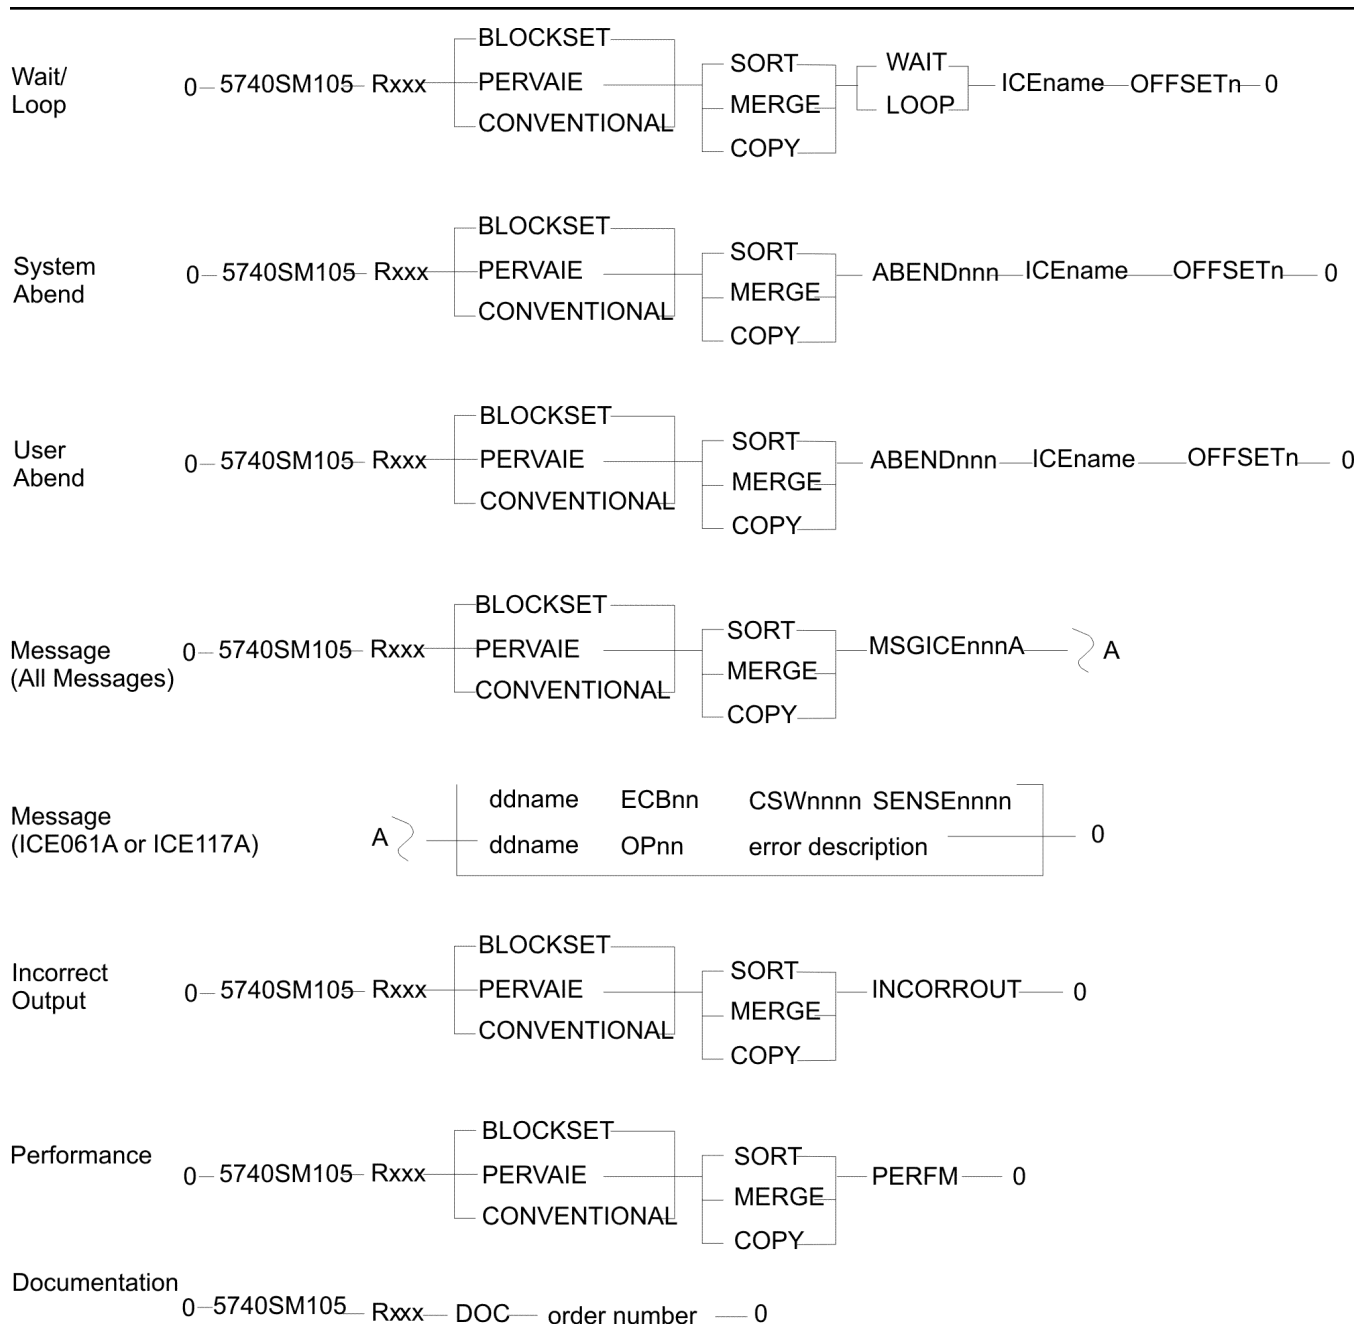 BLOCKSET
Wait/ 0 5740SM105 Rxxx PERVAIE SORT WAIT ICEname OFFSETn 0
Loop MERGE LOOP
CONVENTIONAL
COPY
BLOCKSET
System 0 5740SM105 Rxxx PERVAIE SORT ABENDnnn ICEname OFFSETn 0
Abend MERGE
CONVENTIONAL
COPY
BLOCKSET
User 0 5740SM105 Rxxx PERVAIE SORT ABENDnnn ICEname OFFSETn 0
Abend MERGE
CONVENTIONAL
COPY
BLOCKSET
Message 0 5740SM105 Rxxx PERVAIE SORT MSGICEnnnA A
(All Messages) MERGE
CONVENTIONAL
COPY
ddname ECBnn CSWnnnn SENSEnnnn
Message
(ICE061A or ICE117A) A ddname OPnn error description 0
BLOCKSET
Incorrect SORT
Output 0 5740SM105 Rxxx PERVAIE INCORROUT 0
MERGE
CONVENTIONAL
COPY
BLOCKSET
Performance SORT
0 5740SM105 Rxxx PERVAIE PERFM 0
MERGE
CONVENTIONAL
COPY
Documentation
0 5740SM105 Rxxx DOC order number 0